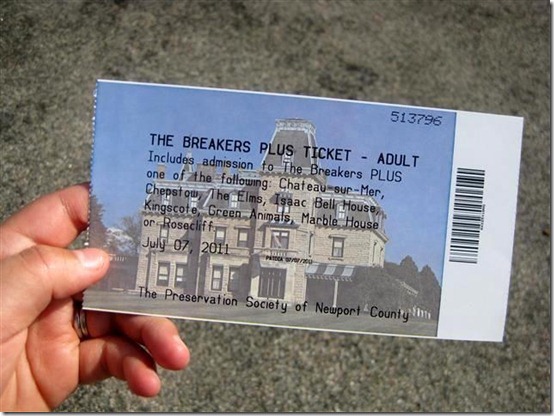 513796
THE BREAKERS PLUS TICKET - ADULT
Includes admission to The Breakers PLUS
one of the following: Chateau-sur-Mer,
Chepstow, The Elms, Isaac Bell House,
Kingscote, Green Animals, Marble House
or Rosecliff.
July 07, 2011
The Preservation Society of Newport County